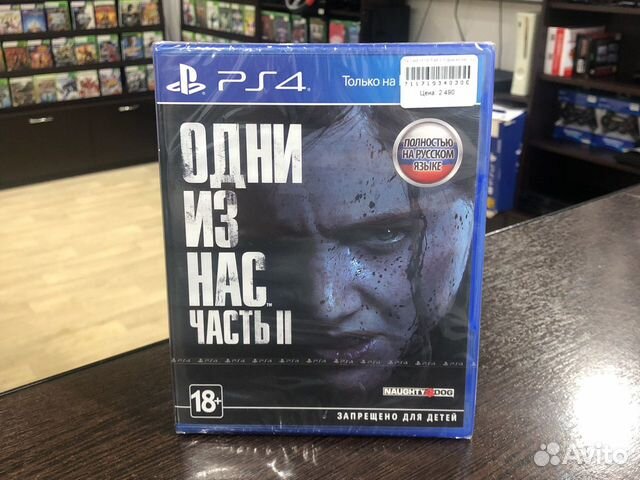 PS4
Только на
Цена: 2 490
ПОЛНОСТЬЮ
НА РУССКОМ
ЯЗЫКЕ
ОДНИ
ИЗ
НАС
ЧАСТЬ II
18+
NAUGHTY DOG
ЗАПРЕЩЕНО ДЛЯ ДЕТЕЙ
Avito